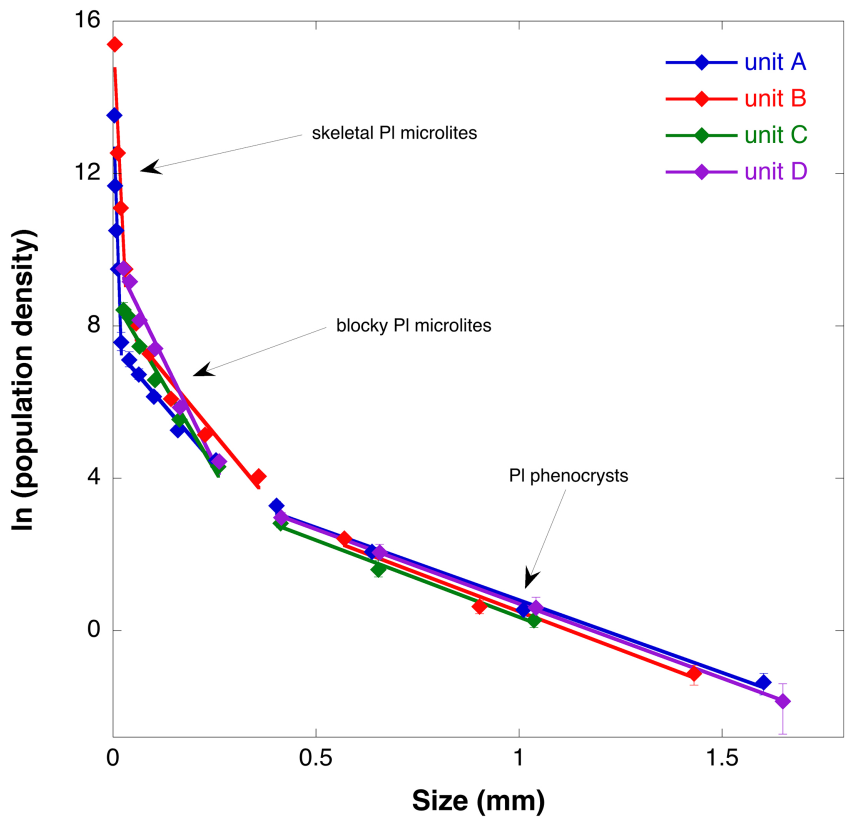 16
12
8
4
0
ln (population density)
unit A
unit B
unit C
unit D
skeletal Pl microlites
blocky Pl microlites
Pl phenocrysts
0
0.5
1
1.5
Size (mm)